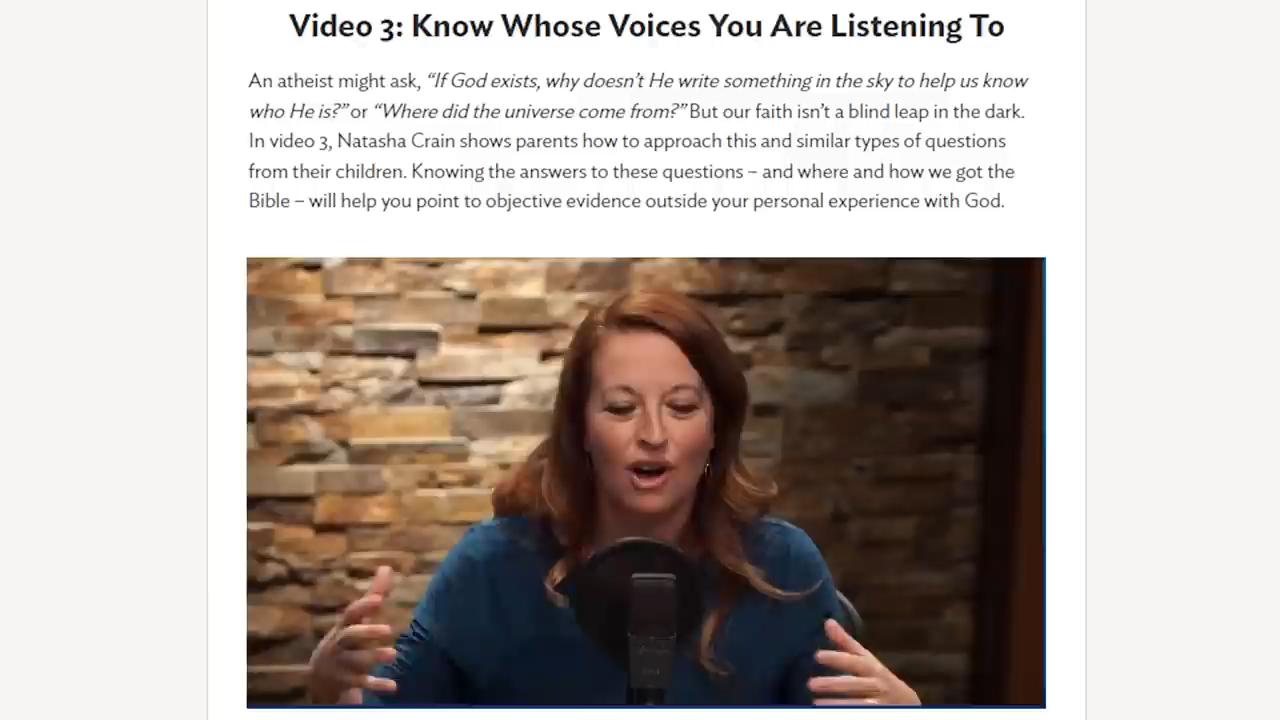 Video 3: Know Whose Voices You Are Listening To
An atheist might ask, “If God exists, why doesn’t He write something in the sky to help us know
who He is?” or “Where did the universe come from?” But our faith isn’t a blind leap in the dark.
In video 3, Natasha Crain shows parents how to approach this and similar types of questions
from their children. Knowing the answers to these questions – and where and how we got the
Bible – will help you point to objective evidence outside your personal experience with God.